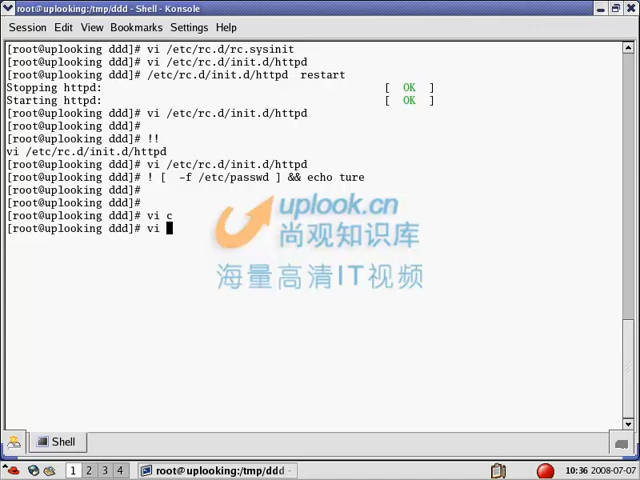 root@uplooking:/tmp/ddd - Shell - Konsole
Session Edit View Bookmarks Settings Help
[root@uplooking ddd]# vi /etc/rc.d/rc.sysinit
[root@uplooking ddd]# vi /etc/rc.d/init.d/httpd
[root@uplooking ddd]# /etc/rc.d/init.d/httpd  restart
Stopping httpd: [ OK ]
Starting httpd: [ OK ]
[root@uplooking ddd]# vi /etc/rc.d/init.d/httpd
[root@uplooking ddd]#
[root@uplooking ddd]# !!
vi /etc/rc.d/init.d/httpd
[root@uplooking ddd]# vi /etc/rc.d/init.d/httpd
[root@uplooking ddd]# ! [  -f /etc/passwd ] && echo ture
[root@uplooking ddd]#
[root@uplooking ddd]#
[root@uplooking ddd]# vi c
[root@uplooking ddd]# vi
uplook.cn
尚观知识库
海量高清IT视频
Shell
1 2 3 4 root@uplooking:/tmp/ddd - 10:36 2008-07-07